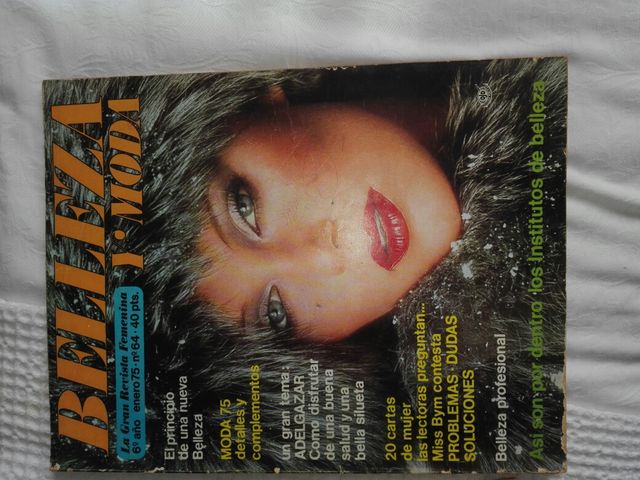 BELLEZA
Y MODA
La Gran Revista Femenina
6º año · enero 75 · nº 64 · 40 pts.
El principio
de una nueva
Belleza
MODA 75
detalles y
complementos
un gran tema:
ADELGAZAR
Cómo disfrutar
de una buena
salud y una
bella silueta
20 cartas
de mujer
las lectoras preguntan...
Miss Bym contesta
PROBLEMAS · DUDAS
SOLUCIONES
Belleza profesional
Así son por dentro los Institutos de belleza